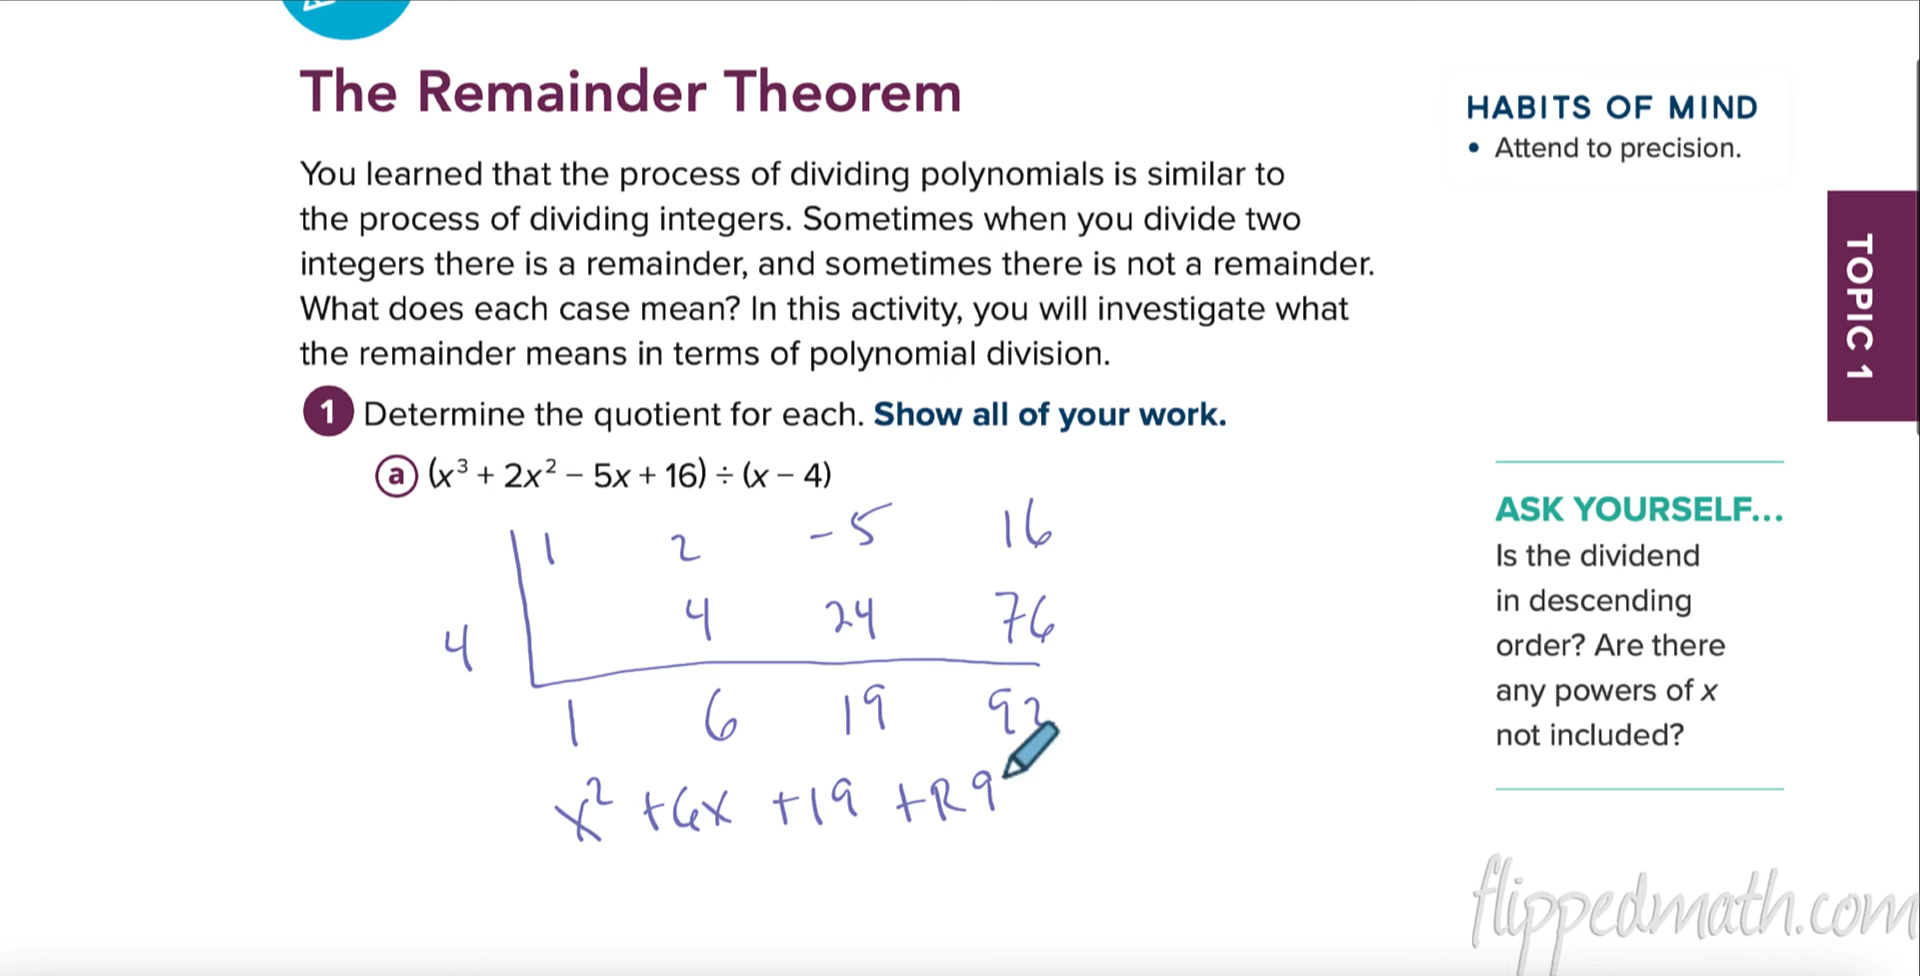 The Remainder Theorem
You learned that the process of dividing polynomials is similar to
the process of dividing integers. Sometimes when you divide two
integers there is a remainder, and sometimes there is not a remainder.
What does each case mean? In this activity, you will investigate what
the remainder means in terms of polynomial division.
1 Determine the quotient for each. Show all of your work.
a (x³ + 2x² – 5x + 16) ÷ (x – 4)
1 2 -5 16
4 24 76
4
1 6 19 92
x² +6x +19 +R 9
HABITS OF MIND
• Attend to precision.
TOPIC 1
ASK YOURSELF...
Is the dividend
in descending
order? Are there
any powers of x
not included?
flippedmath.com